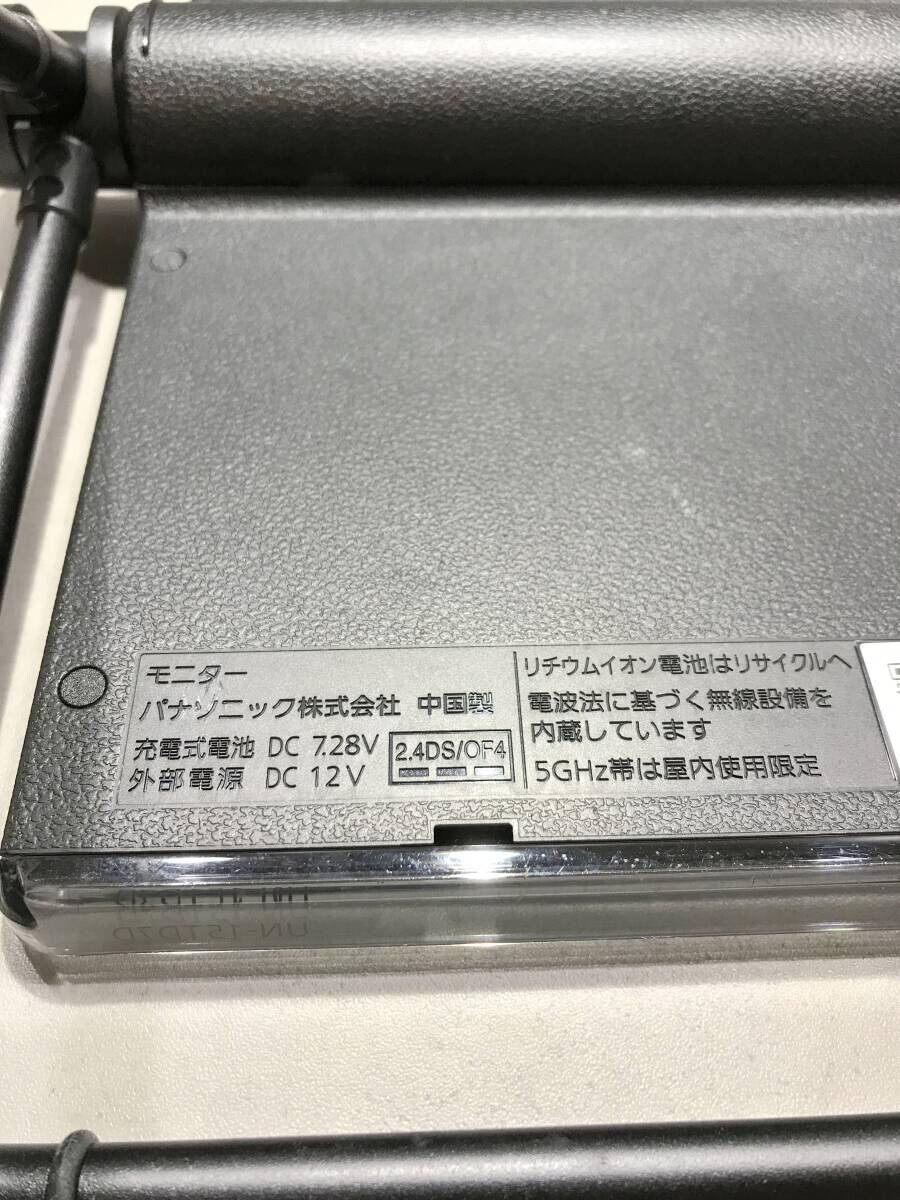 モニター
パナソニック株式会社 中国製
充電式電池 DC 7.28V
外部電源 DC 12V
2.4DS/OF4
リチウムイオン電池はリサイクルへ
電波法に基づく無線設備を
内蔵しています
5GHz帯は屋内使用限定
UN-15TD7D